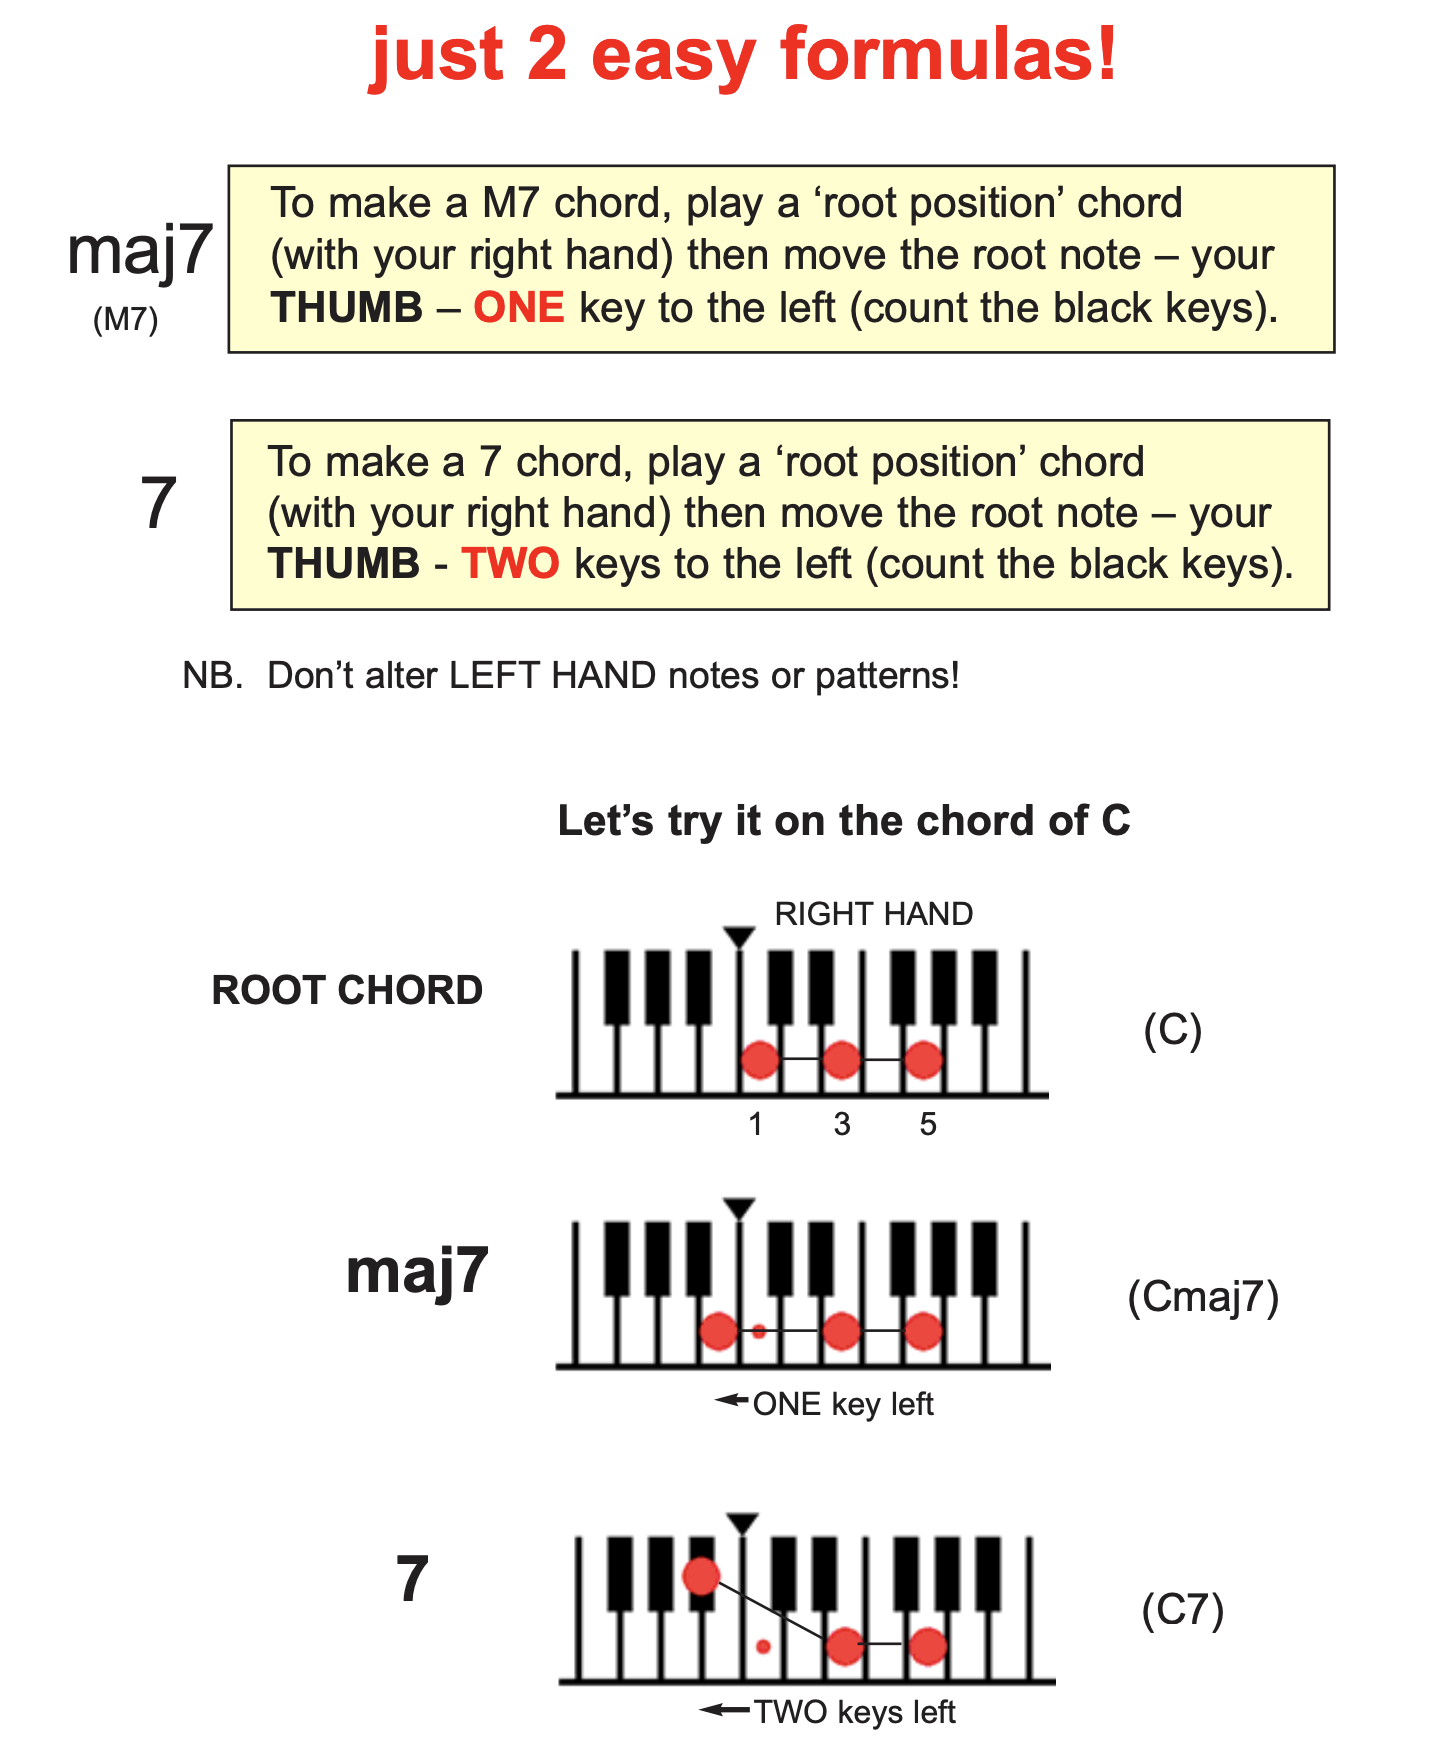 just 2 easy formulas!
maj7
(M7)
To make a M7 chord, play a ‘root position’ chord
(with your right hand) then move the root note – your
THUMB – ONE key to the left (count the black keys).
7
To make a 7 chord, play a ‘root position’ chord
(with your right hand) then move the root note – your
THUMB - TWO keys to the left (count the black keys).
NB. Don’t alter LEFT HAND notes or patterns!
Let’s try it on the chord of C
RIGHT HAND
ROOT CHORD
(C)
1 3 5
maj7
(Cmaj7)
ONE key left
7
(C7)
TWO keys left